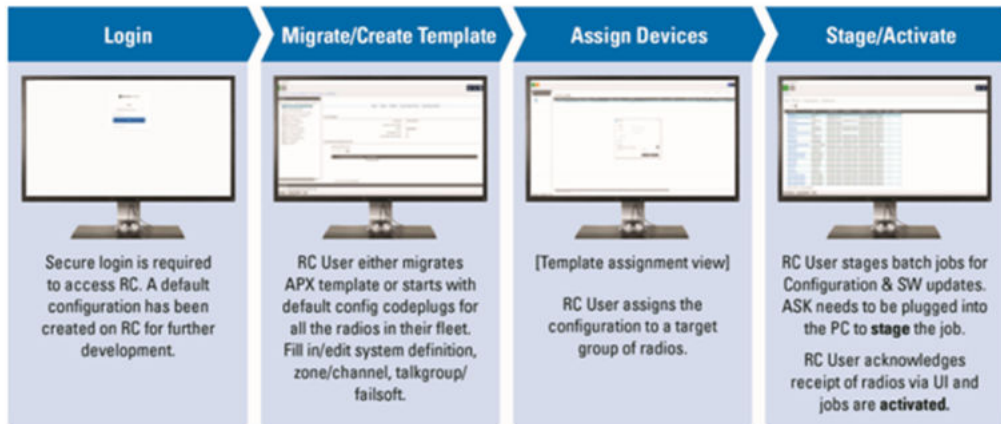 Login
Migrate/Create Template
Assign Devices
Stage/Activate
Secure login is required
to access RC. A default
configuration has been
created on RC for further
development.
RC User either migrates
APX template or starts with
default config codeplugs for
all the radios in their fleet.
Fill in/edit system definition,
zone/channel, talkgroup/
failsoft.
[Template assignment view]
RC User assigns the
configuration to a target
group of radios.
RC User stages batch jobs for
Configuration & SW updates.
ASK needs to be plugged into
the PC to stage the job.
RC User acknowledges
receipt of radios via UI and
jobs are activated.